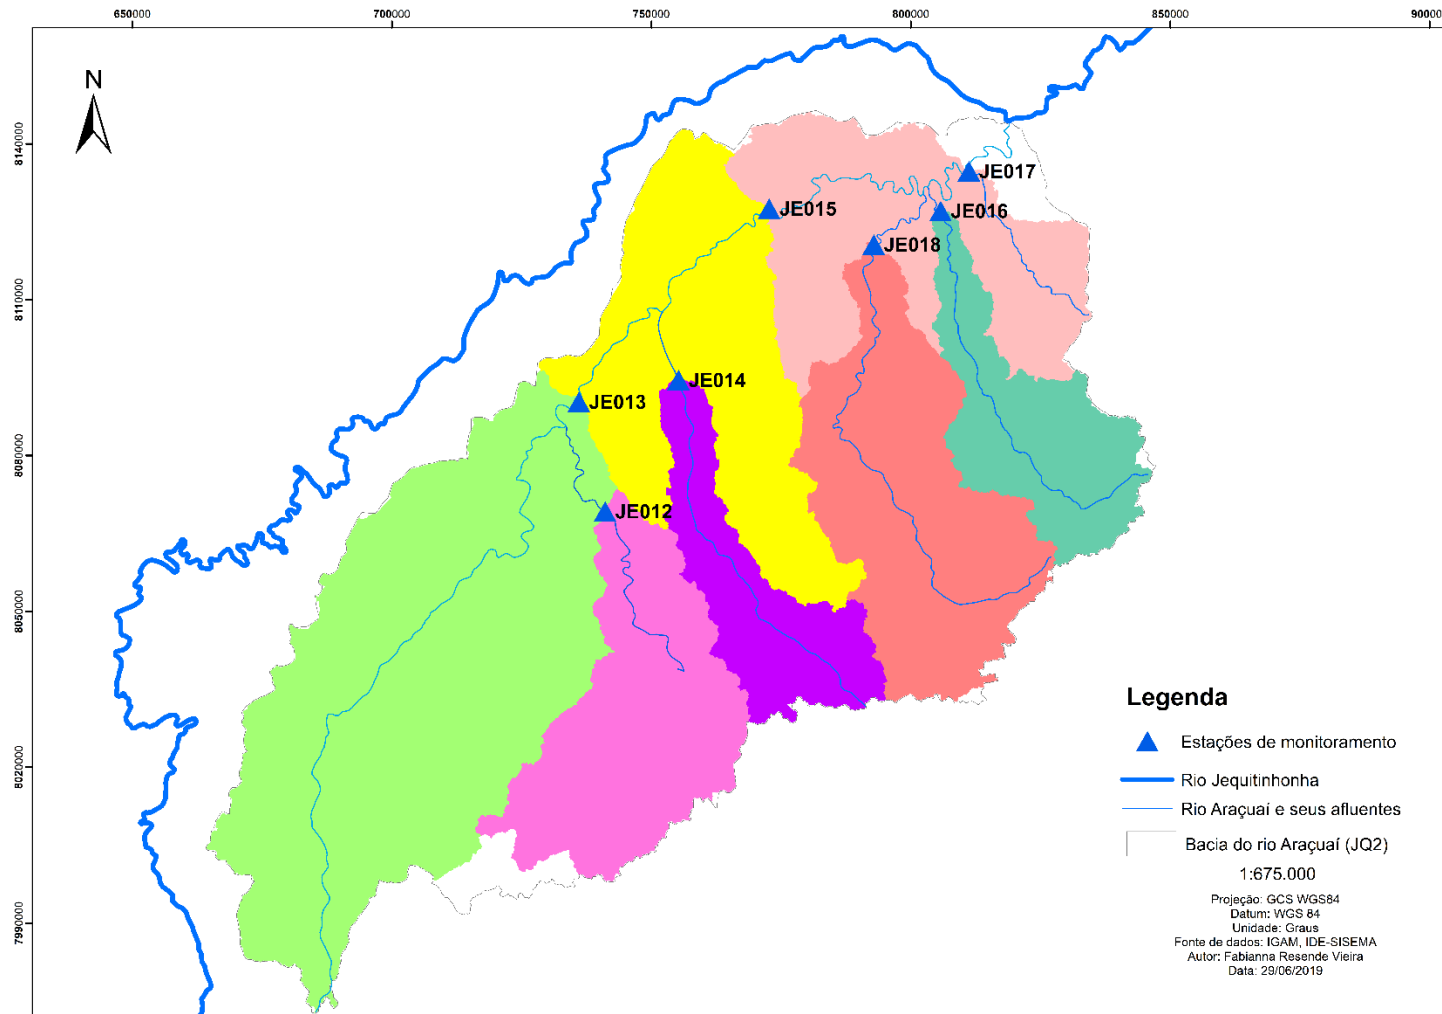 650000 700000 750000 800000 850000 90000
N
8140000
8110000
8080000
8050000
8020000
7990000
JE017
JE015
JE016
JE018
JE014
JE013
JE012
Legenda
Estações de monitoramento
Rio Jequitinhonha
Rio Araçuaí e seus afluentes
Bacia do rio Araçuaí (JQ2)
1:675.000
Projeção: GCS WGS84
Datum: WGS 84
Unidade: Graus
Fonte de dados: IGAM, IDE-SISEMA
Autor: Fabianna Resende Vieira
Data: 29/06/2019